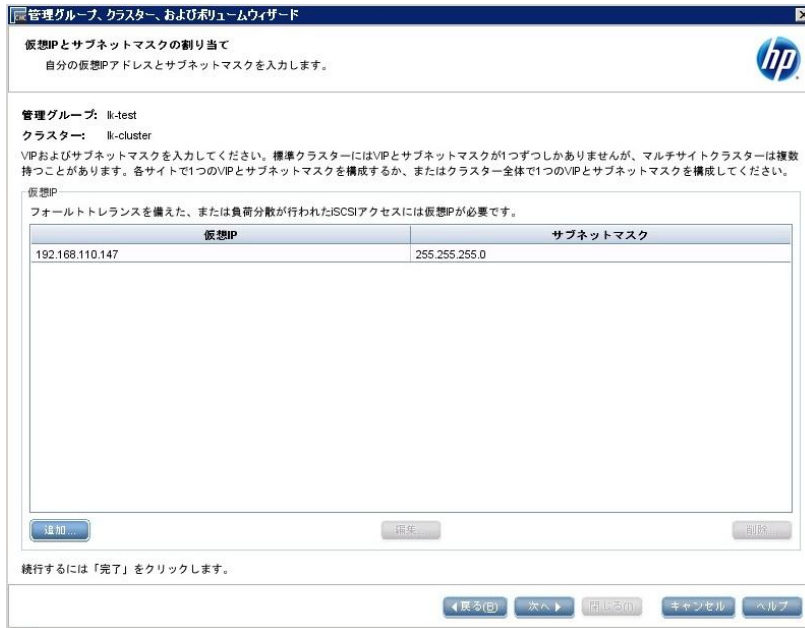 管理グループ、クラスター、およびボリュームウィザード
仮想IPとサブネットマスクの割り当て
自分の仮想IPアドレスとサブネットマスクを入力します。
hp
管理グループ: lk-test
クラスター: lk-cluster
VIPおよびサブネットマスクを入力してください。標準クラスターにはVIPとサブネットマスクが1つずつしかありませんが、マルチサイトクラスターは複数
持つことがあります。各サイトで1つのVIPとサブネットマスクを構成するか、またはクラスター全体で1つのVIPとサブネットマスクを構成してください。
仮想IP
フォールトトレランスを備えた、または負荷分散が行われたiSCSIアクセスには仮想IPが必要です。
仮想IP サブネットマスク
192.168.110.147 255.255.255.0
追加... 編集... 削除...
続行するには「完了」をクリックします。
戻る(B) 次へ 閉じる(I) キャンセル ヘルプ